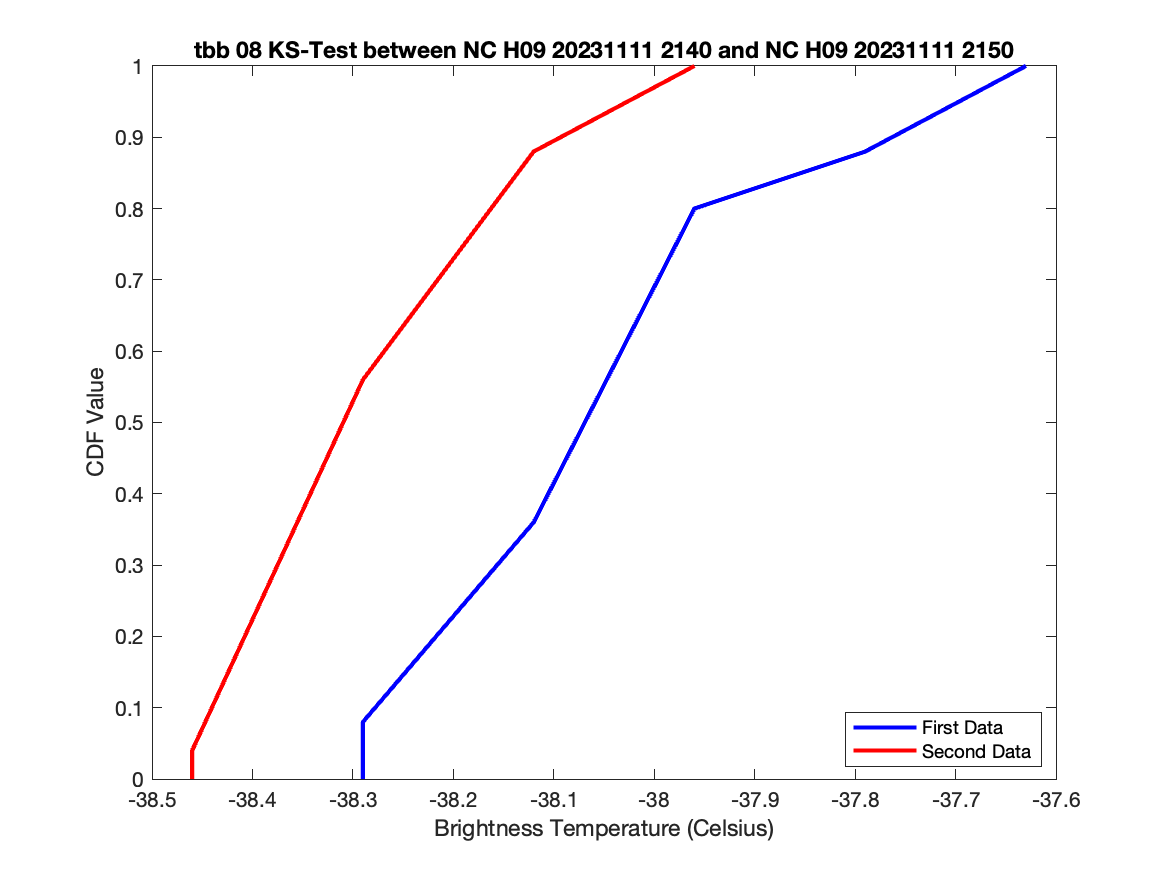 tbb 08 KS-Test between NC H09 20231111 2140 and NC H09 20231111 2150
1
0.9
0.8
0.7
0.6
0.5
0.4
0.3
0.2
0.1
0
CDF Value
First Data
Second Data
-38.5 -38.4 -38.3 -38.2 -38.1 -38 -37.9 -37.8 -37.7 -37.6
Brightness Temperature (Celsius)